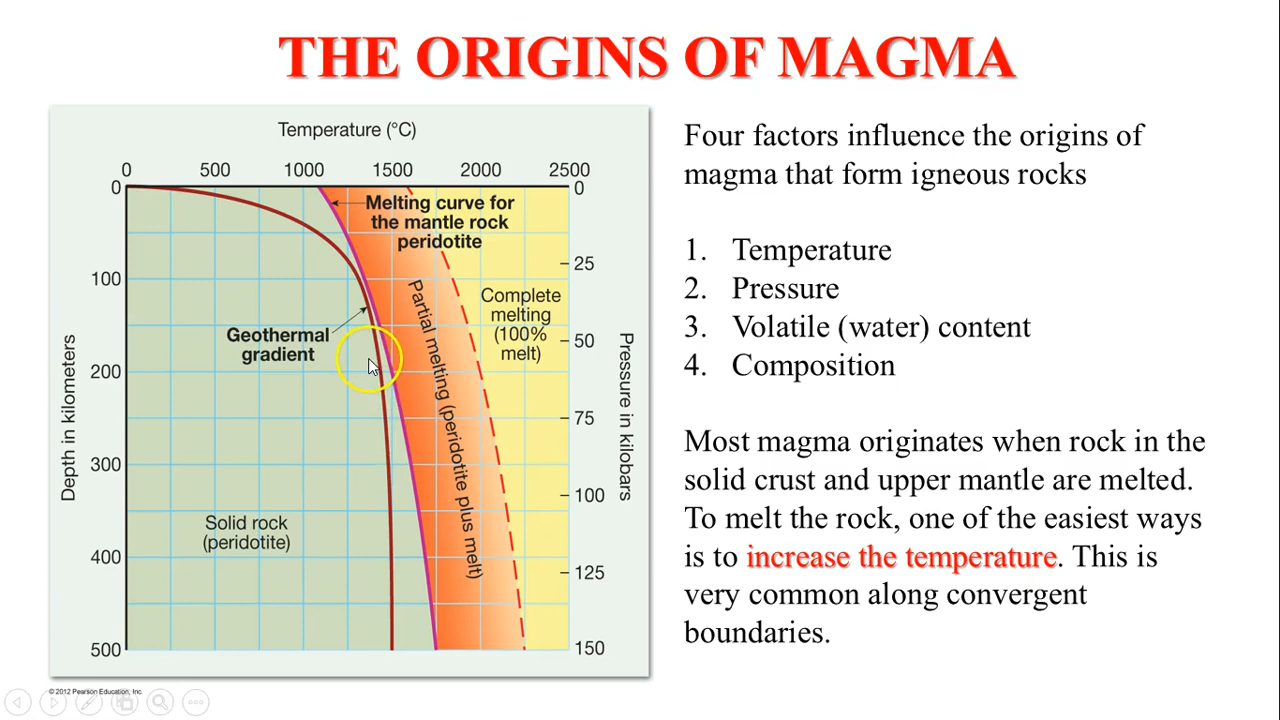 THE ORIGINS OF MAGMA
Temperature (°C)
0 500 1000 1500 2000 2500
0
100
200
300
400
500
Depth in kilometers
Melting curve for
the mantle rock
peridotite
Geothermal
gradient
Solid rock
(peridotite)
Partial melting (peridotite plus melt)
Complete
melting
(100%
melt)
0
25
50
75
100
125
150
Pressure in kilobars
© 2012 Pearson Education, Inc.
Four factors influence the origins of
magma that form igneous rocks
1. Temperature
2. Pressure
3. Volatile (water) content
4. Composition
Most magma originates when rock in the
solid crust and upper mantle are melted.
To melt the rock, one of the easiest ways
is to increase the temperature. This is
very common along convergent
boundaries.